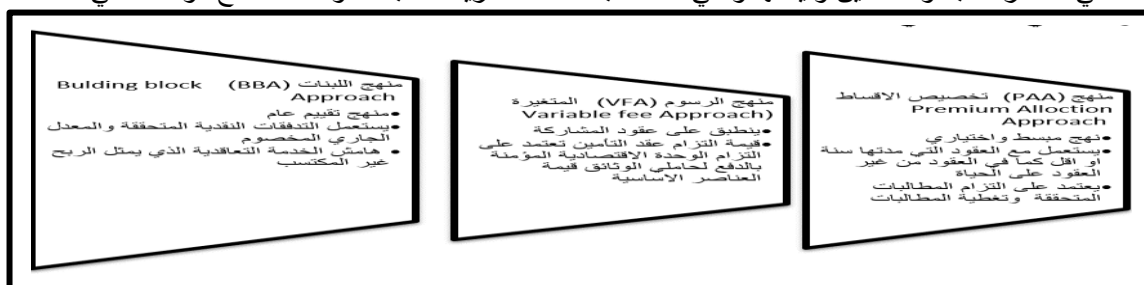 منهج (PAA) تخصيص الاقساط
Premium Alloction
Approach
•نهج مبسط واختياري
•يستعمل مع العقود التي مدتها سنة
او اقل كما في العقود من غير
العقود على الحياة
•يعتمد على التزام المطالبات
المتحققة وتغطية المطالبات
منهج الرسوم (VFA) المتغيرة
Variable fee Approach)
•ينطبق على عقود المشاركة
•قيمة التزام عقد التأمين تعتمد على
التزام الوحدة الاقتصادية المؤمنة
بالدفع لحاملي الوثائق قيمة
العناصر الاساسية
منهج اللبنات (BBA) Bulding block
Approach
•منهج تقييم عام
•يستعمل التدفقات النقدية المتحققة والمعدل
الجاري المخصوم
• هامش الخدمة التعاقدية الذي يمثل الربح
غير المكتسب